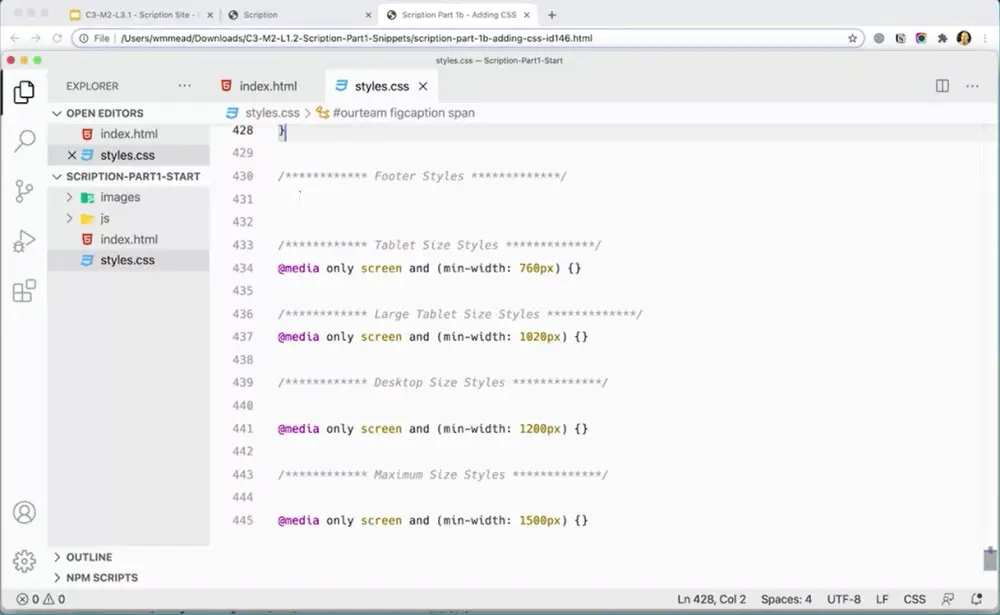 C3-M2-L3.1 - Scription Site -
Scription
Scription Part 1b - Adding CSS
File /Users/wmmead/Downloads/C3-M2-L1.2-Scription-Part1-Snippets/scription-part-1b-adding-css-id146.html
styles.css — Scription-Part1-Start
EXPLORER
index.html
styles.css
OPEN EDITORS
index.html
styles.css
SCRIPTION-PART1-START
images
js
index.html
styles.css
styles.css > #ourteam figcaption span
428 }
429
430 /************ Footer Styles *************/
431
432
433 /************ Tablet Size Styles *************/
434 @media only screen and (min-width: 760px) {}
435
436 /************ Large Tablet Size Styles *************/
437 @media only screen and (min-width: 1020px) {}
438
439 /************ Desktop Size Styles *************/
440
441 @media only screen and (min-width: 1200px) {}
442
443 /************ Maximum Size Styles *************/
444
445 @media only screen and (min-width: 1500px) {}
OUTLINE
NPM SCRIPTS
0 0
Ln 428, Col 2 Spaces: 4 UTF-8 LF CSS